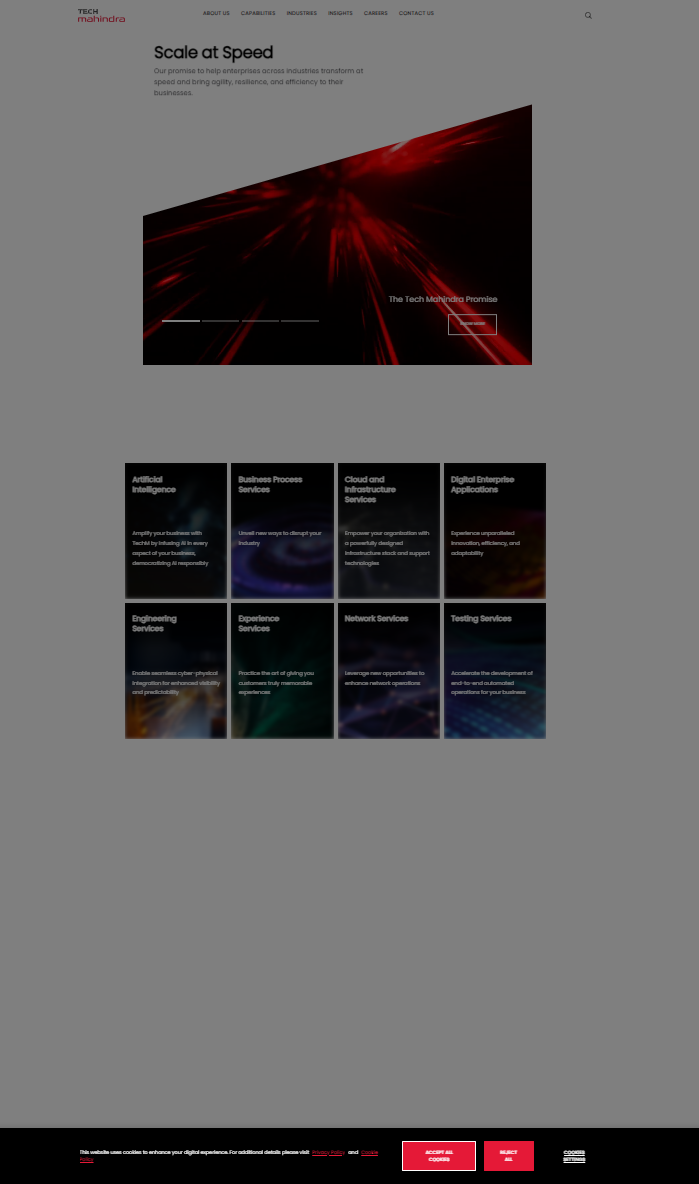 TECH
mahindra
ABOUT US CAPABILITIES INDUSTRIES INSIGHTS CAREERS CONTACT US
Scale at Speed
Our promise to help enterprises across industries transform at
speed and bring agility, resilience, and efficiency to their
businesses.
The Tech Mahindra Promise
Artificial
Intelligence
Amplify your business with
TechM by infusing AI in every
aspect of your business,
democratizing AI responsibly
Business Process
Services
Unveil new ways to disrupt your
industry
Cloud and
Infrastructure
Services
Empower your organization with
a powerfully designed
infrastructure stack and support
technologies
Digital Enterprise
Applications
Experience unparalleled
innovation, efficiency, and
adaptability
Engineering
Services
Enable seamless cyber-physical
integration for enhanced visibility
and predictability
Experience
Services
Practice the art of giving you
customers truly memorable
experiences
Network Services
Leverage new opportunities to
enhance network operations
Testing Services
Accelerate the development of
end-to-end automated
operations for your business
This website uses cookies to enhance your digital experience. For additional details please visit Privacy Policy and Cookie
Policy
ACCEPT ALL
COOKIES
REJECT
ALL
COOKIES
SETTINGS